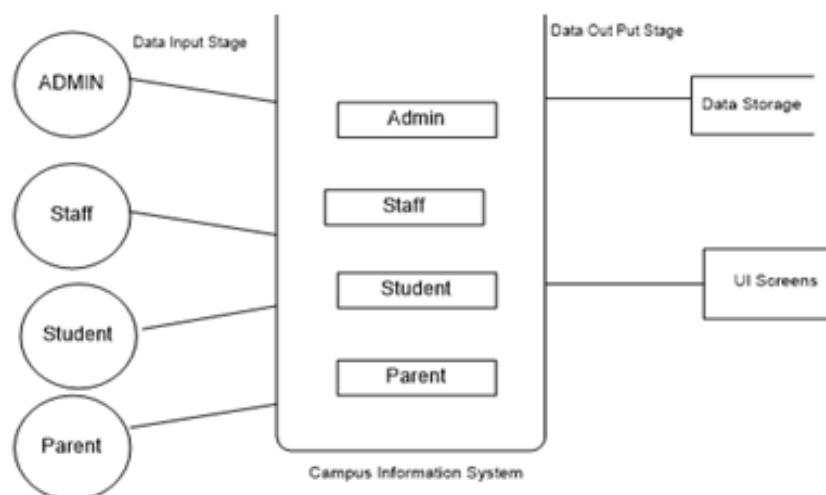 Data Input Stage
Data Out Put Stage
ADMIN
Admin
Data Storage
Staff
Staff
Student
UI Screens
Student
Parent
Parent
Campus Information System